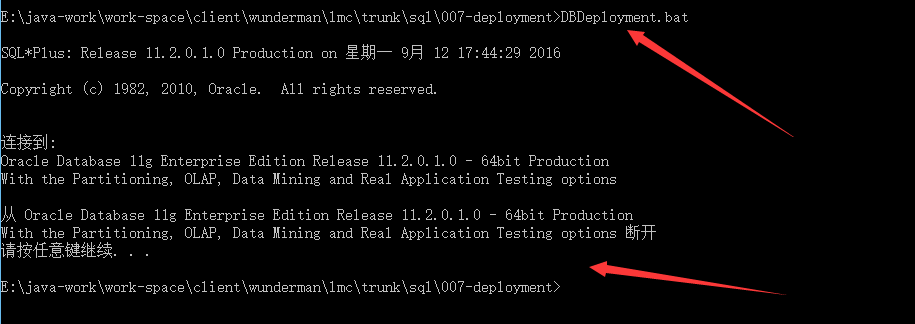 E:\java-work\work-space\client\wunderman\lmc\trunk\sql\007-deployment>DBDeployment.bat
SQL*Plus: Release 11.2.0.1.0 Production on 星期一 9月 12 17:44:29 2016
Copyright (c) 1982, 2010, Oracle.  All rights reserved.
连接到:
Oracle Database 11g Enterprise Edition Release 11.2.0.1.0 - 64bit Production
With the Partitioning, OLAP, Data Mining and Real Application Testing options
从 Oracle Database 11g Enterprise Edition Release 11.2.0.1.0 - 64bit Production
With the Partitioning, OLAP, Data Mining and Real Application Testing options 断开
请按任意键继续. . .
E:\java-work\work-space\client\wunderman\lmc\trunk\sql\007-deployment>